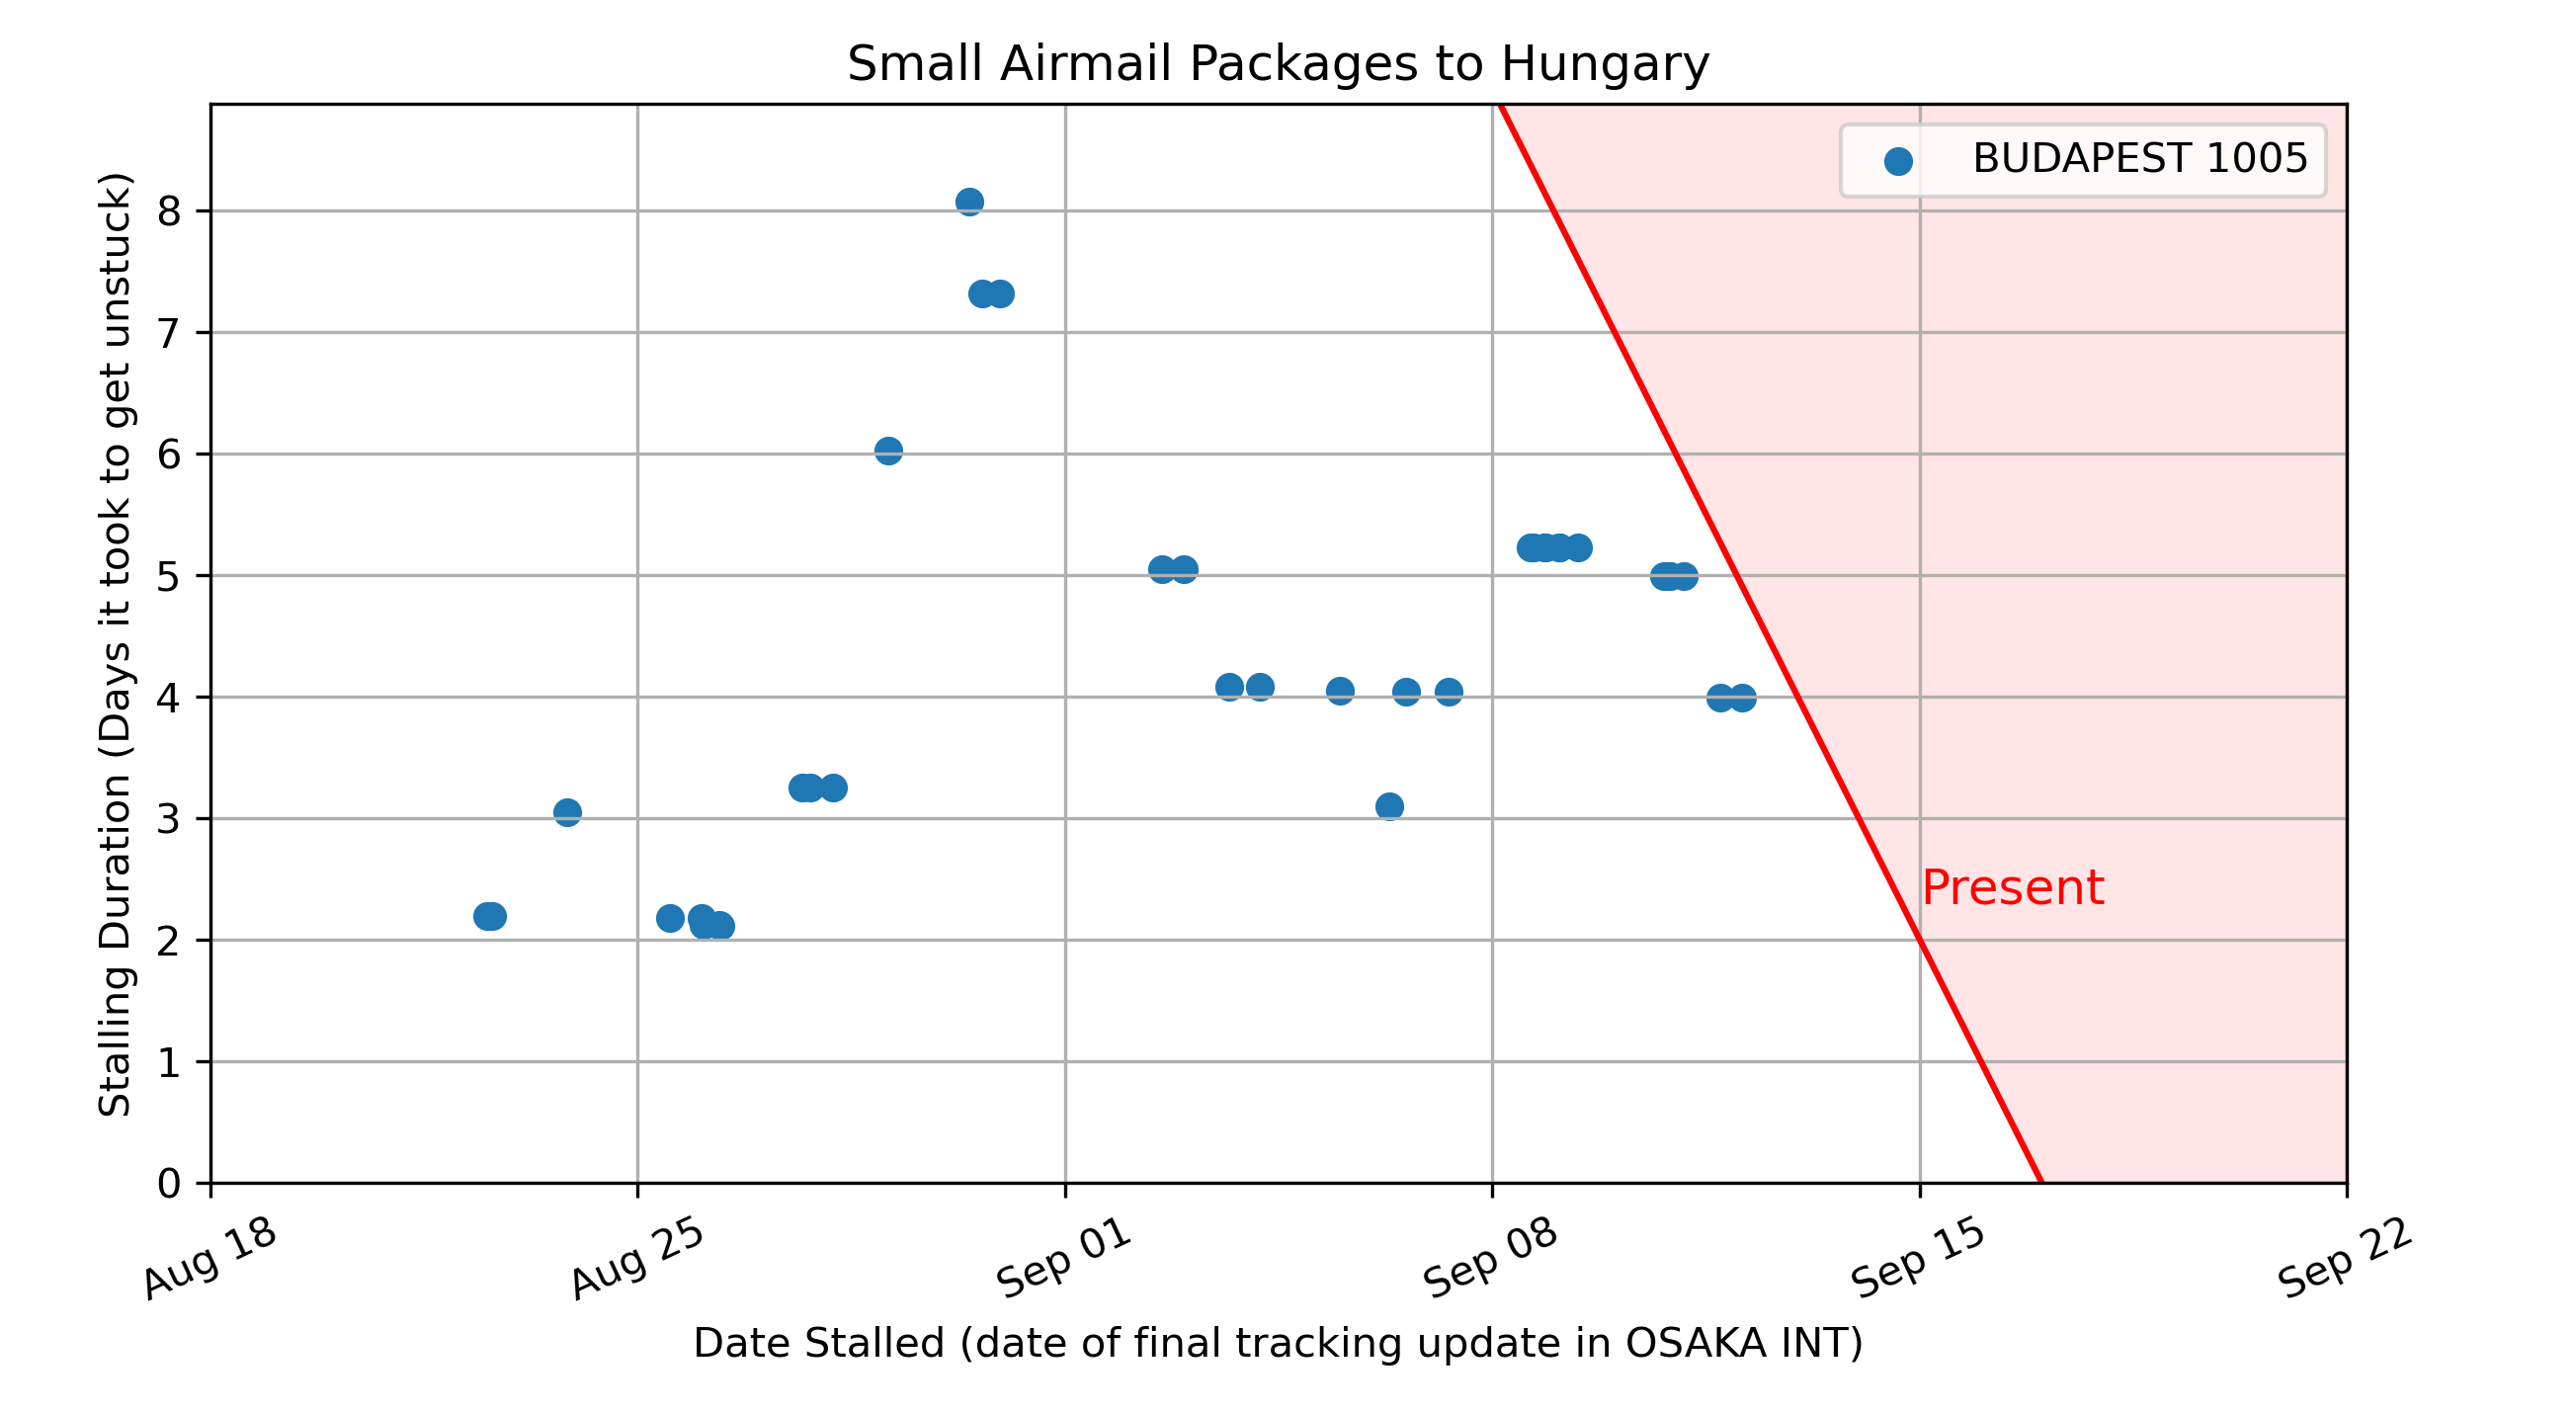 Small Airmail Packages to Hungary
BUDAPEST 1005
Stalling Duration (Days it took to get unstuck)
8
7
6
5
4
3
2
1
0
Present
Aug 18
Aug 25
Sep 01
Sep 08
Sep 15
Sep 22
Date Stalled (date of final tracking update in OSAKA INT)